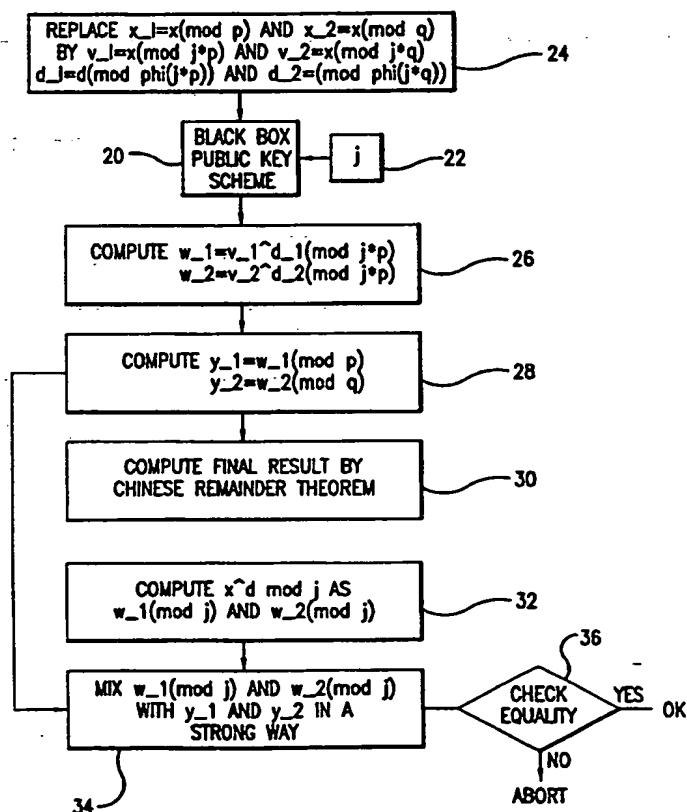 REPLACE x_1=x(mod p) AND x_2=x(mod q)
BY v_1=x(mod j*p) AND v_2=x(mod j*q)
d_1=d(mod phi(j*p)) AND d_2=(mod phi(j*q))
24
20
BLACK BOX
PUBLIC KEY
SCHEME
j
22
COMPUTE w_1=v_1^d_1(mod j*p)
w_2=v_2^d_2(mod j*p)
26
COMPUTE y_1=w_1(mod p)
y_2=w_2(mod q)
28
COMPUTE FINAL RESULT BY
CHINESE REMAINDER THEOREM
30
COMPUTE x^d mod j AS
w_1(mod j) AND w_2(mod j)
32
MIX w_1(mod j) AND w_2(mod j)
WITH y_1 AND y_2 IN A
STRONG WAY
34
36
CHECK
EQUALITY
YES
OK
NO
ABORT